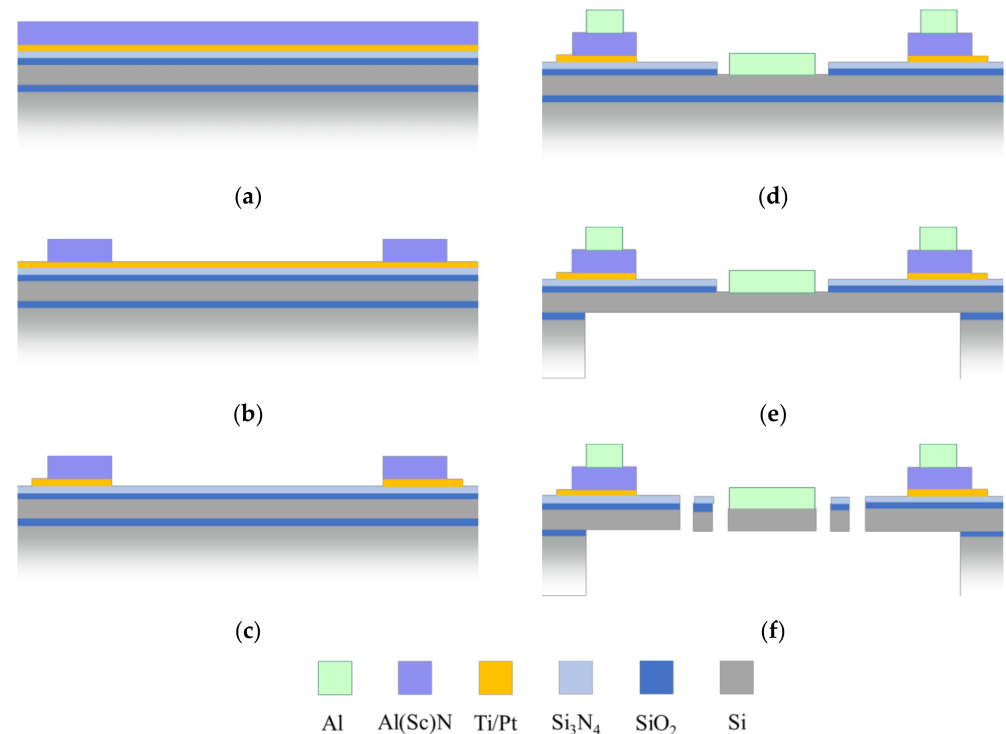 (a)
(d)
(b)
(e)
(c)
(f)
Al Al(Sc)N Ti/Pt Si₃N₄ SiO₂ Si